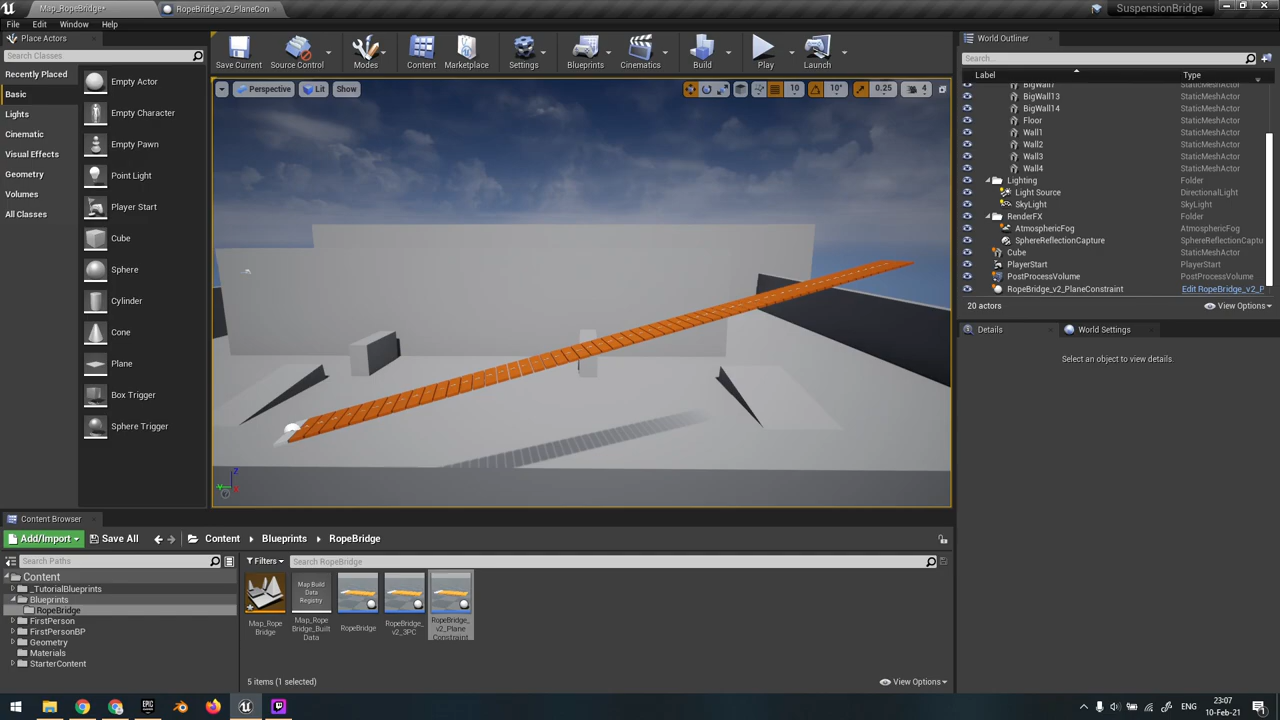 Map_RopeBridge*
RopeBridge_v2_PlaneCon
SuspensionBridge
File Edit Window Help
Place Actors
Search Classes
Recently Placed
Basic
Lights
Cinematic
Visual Effects
Geometry
Volumes
All Classes
Empty Actor
Empty Character
Empty Pawn
Point Light
Player Start
Cube
Sphere
Cylinder
Cone
Plane
Box Trigger
Sphere Trigger
Save Current
Source Control
Modes
Content
Marketplace
Settings
Blueprints
Cinematics
Build
Play
Launch
Perspective
Lit
Show
10
10°
0.25
4
World Outliner
Search...
Label Type
BigWall7 StaticMeshActor
BigWall13 StaticMeshActor
BigWall14 StaticMeshActor
Floor StaticMeshActor
Wall1 StaticMeshActor
Wall2 StaticMeshActor
Wall3 StaticMeshActor
Wall4 StaticMeshActor
Lighting Folder
Light Source DirectionalLight
SkyLight SkyLight
RenderFX Folder
AtmosphericFog AtmosphericFog
SphereReflectionCapture SphereReflectionCaptu
Cube StaticMeshActor
PlayerStart PlayerStart
PostProcessVolume PostProcessVolume
RopeBridge_v2_PlaneConstraint Edit RopeBridge_v2_P
20 actors
View Options
Details
World Settings
Select an object to view details.
Content Browser
Add/Import
Save All
Content
Blueprints
RopeBridge
Search Paths
Filters
Search RopeBridge
Content
_TutorialBlueprints
Blueprints
RopeBridge
FirstPerson
FirstPersonBP
Geometry
Materials
StarterContent
Map_Rope
Bridge
Map Build
Data
Registry
Map_Rope
Bridge_Built
Data
RopeBridge
RopeBridge_
v2_3PC
RopeBridge_
v2_Plane
Constraint
5 items (1 selected)
View Options
EPIC
23:07
10-Feb-21